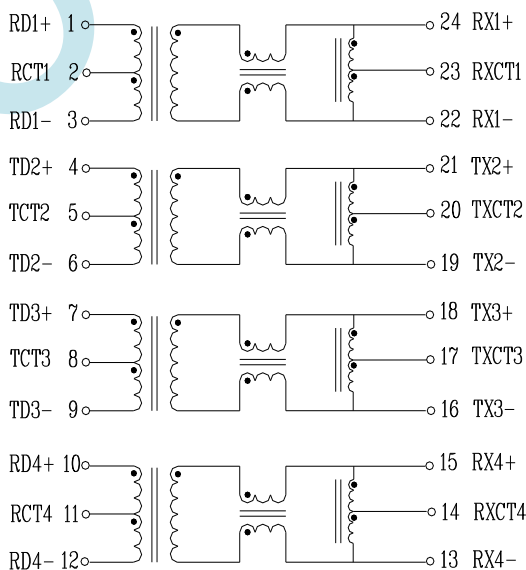 RD1+ 1 24 RX1+
RCT1 2 23 RXCT1
RD1- 3 22 RX1-
TD2+ 4 21 TX2+
TCT2 5 20 TXCT2
TD2- 6 19 TX2-
TD3+ 7 18 TX3+
TCT3 8 17 TXCT3
TD3- 9 16 TX3-
RD4+ 10 15 RX4+
RCT4 11 14 RXCT4
RD4- 12 13 RX4-